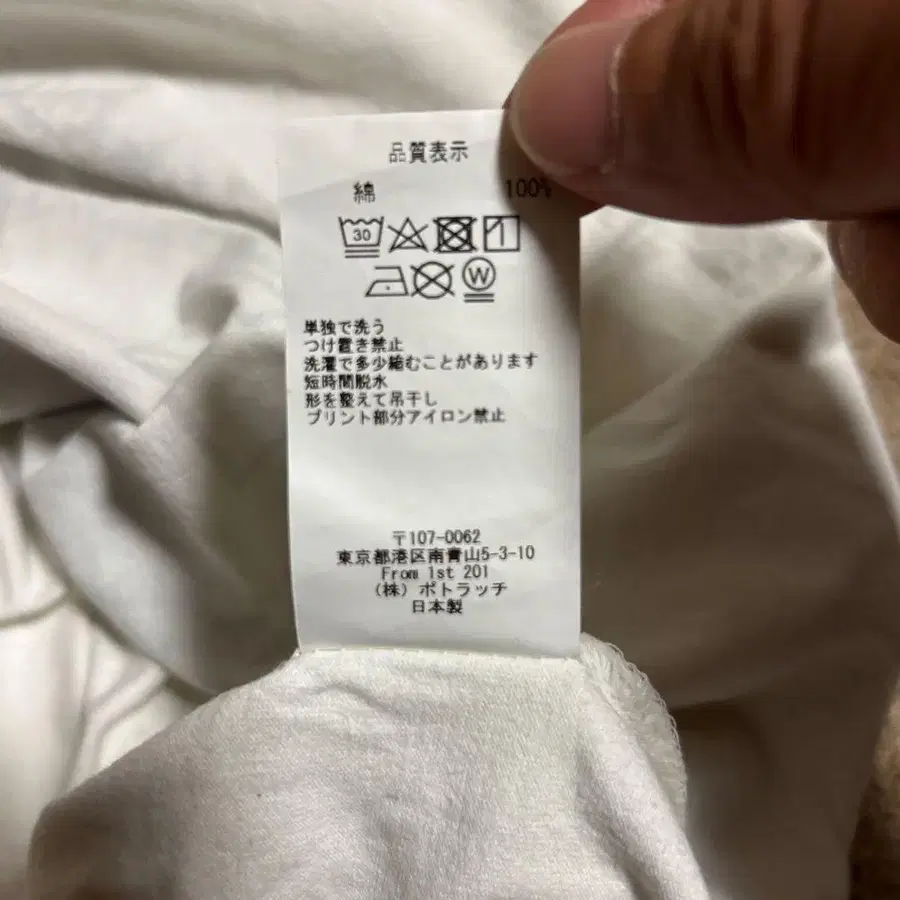 品質表示
綿 100%
30
W
単独で洗う
つけ置き禁止
洗濯で多少縮むことがあります
短時間脱水
形を整えて吊干し
プリント部分アイロン禁止
〒107-0062
東京都港区南青山5-3-10
From 1st 201
(株) ポトラッチ
日本製